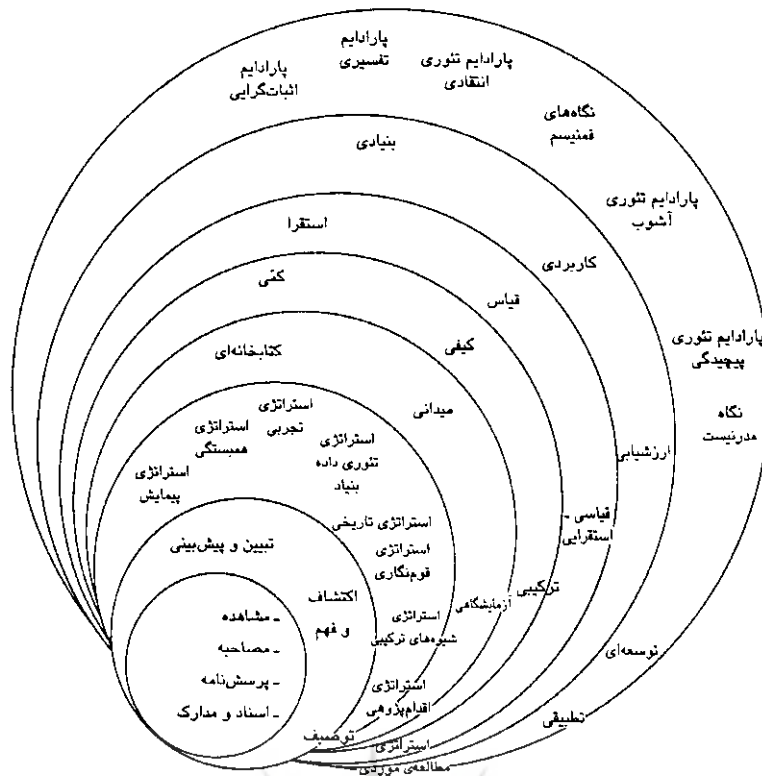 پارادایم
اثبات‌گرایی
پارادایم
تفسیری
پارادایم تئوری
انتقادی
نگاه‌های
فمنیسم
پارادایم تئوری
آشوب
پارادایم تئوری
پیچیدگی
نگاه
مدرنیست
بنیادی
کاربردی
ارزشیابی
توسعه‌ای
تطبیقی
استقرا
قیاس
قیاسی -
استقرایی
کمّی
کیفی
ترکیبی
کتابخانه‌ای
میدانی
آزمایشگاهی
استراتژی
پیمایش
استراتژی
همبستگی
استراتژی
تجربی
استراتژی
تئوری داده
بنیاد
استراتژی تاریخی
استراتژی
قوم‌نگاری
استراتژی
شیوه‌های ترکیبی
استراتژی
اقدام‌پژوهی
استراتژی
مطالعه‌ی موردی
تبیین و پیش‌بینی
اکتشاف
و فهم
توصیف
- مشاهده
- مصاحبه
- پرسش‌نامه
- اسناد و مدارک